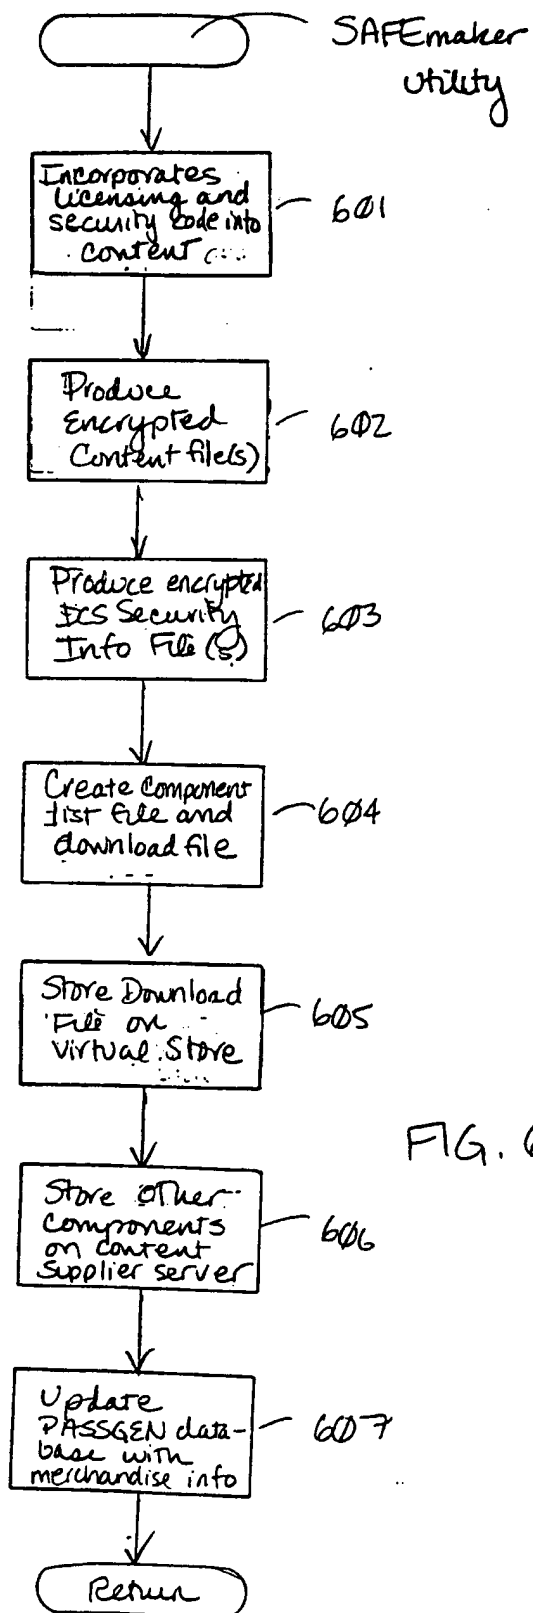 SAFEmaker
utility
Incorporates
licensing and
security code into
content
601
Produce
Encrypted
Content file(s)
602
Produce encrypted
DCS Security
Info File(s)
603
Create component
list file and
download file
604
Store Download
File on
Virtual Store
605
FIG. 6
Store other
components
on content
supplier server
606
Update
PASSGEN data-
base with
merchandise info
607
Return